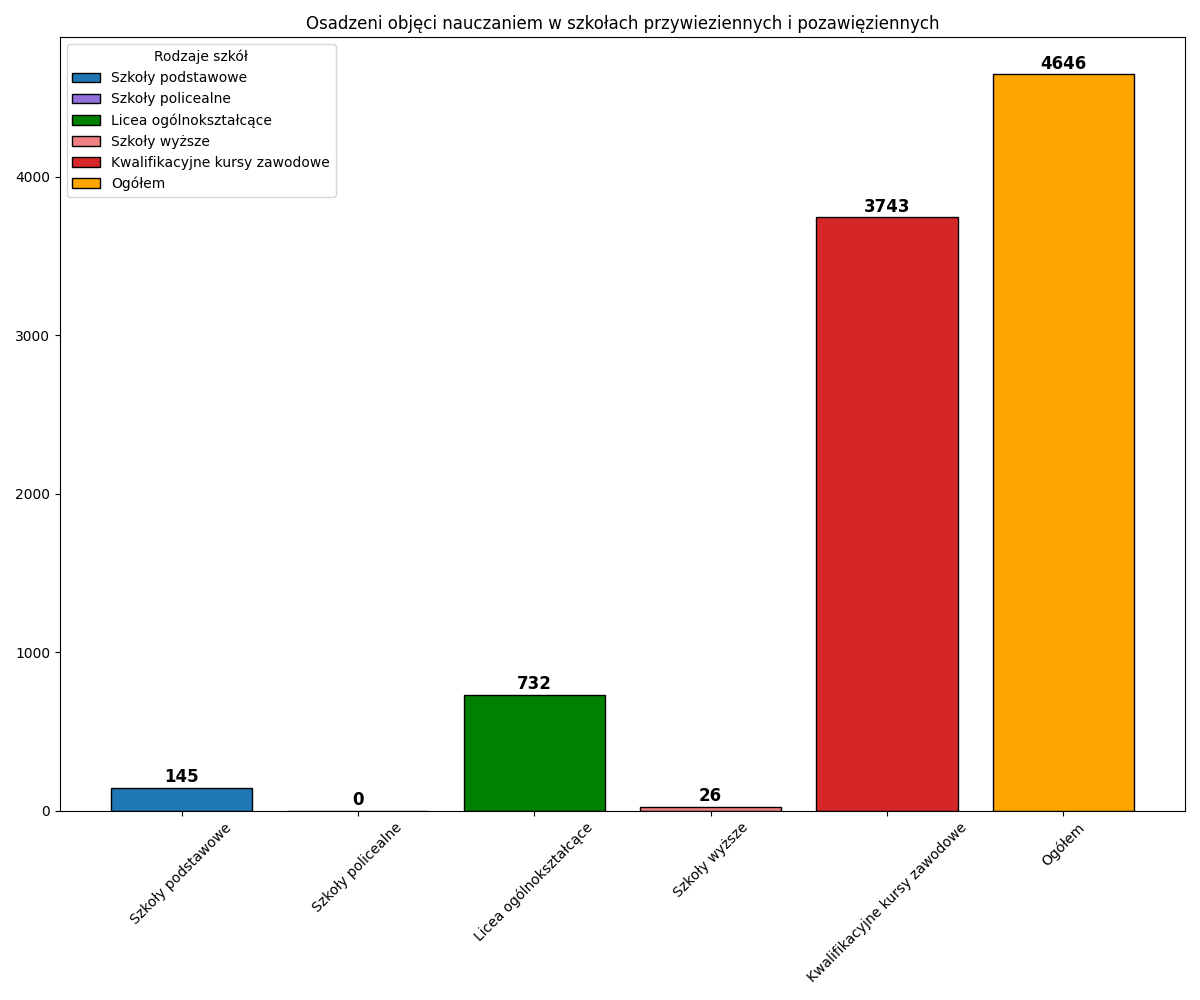 Osadzeni objęci nauczaniem w szkołach przywieziennych i pozawięziennych
Rodzaje szkół
Szkoły podstawowe
Szkoły policealne
Licea ogólnokształcące
Szkoły wyższe
Kwalifikacyjne kursy zawodowe
Ogółem
4646
3743
732
145
0
26
4000
3000
2000
1000
0
Szkoły podstawowe
Szkoły policealne
Licea ogólnokształcące
Szkoły wyższe
Kwalifikacyjne kursy zawodowe
Ogółem